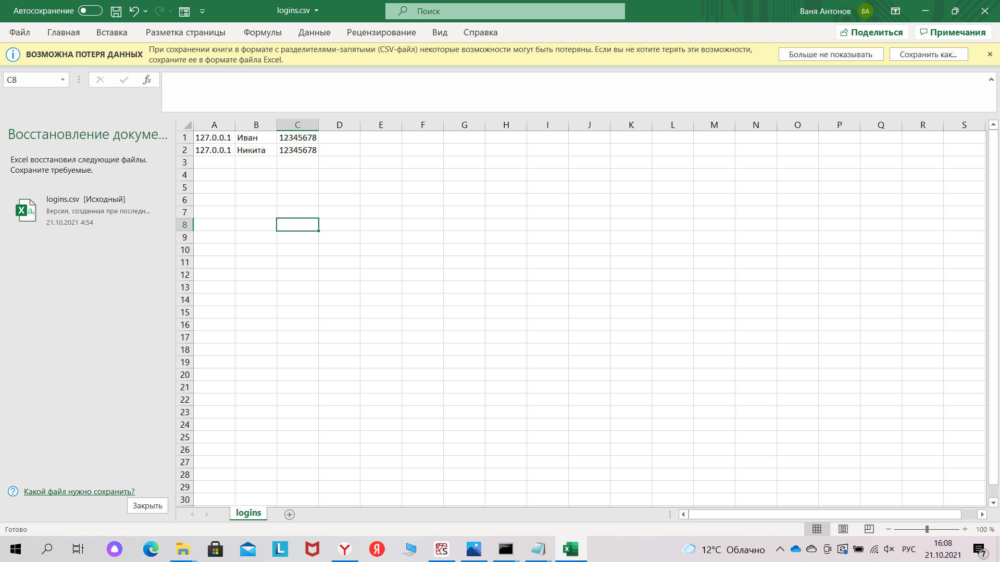 Автосохранение
logins.csv
Поиск
Ваня Антонов
ВА
Файл Главная Вставка Разметка страницы Формулы Данные Рецензирование Вид Справка
Поделиться
Примечания
ВОЗМОЖНА ПОТЕРЯ ДАННЫХ
При сохранении книги в формате с разделителями-запятыми (CSV-файл) некоторые возможности могут быть потеряны. Если вы не хотите терять эти возможности,
сохраните ее в формате файла Excel.
Больше не показывать
Сохранить как...
C8
fx
Восстановление докуме...
Excel восстановил следующие файлы.
Сохраните требуемые.
logins.csv [Исходный]
Версия, созданная при последн...
21.10.2021 4:54
Какой файл нужно сохранить?
Закрыть
A B C D E F G H I J K L M N O P Q R S
1 127.0.0.1 Иван 12345678
2 127.0.0.1 Никита 12345678
3
4
5
6
7
8
9
10
11
12
13
14
15
16
17
18
19
20
21
22
23
24
25
26
27
28
29
30
logins
Готово
100 %
12°C Облачно
РУС
16:08
21.10.2021
7